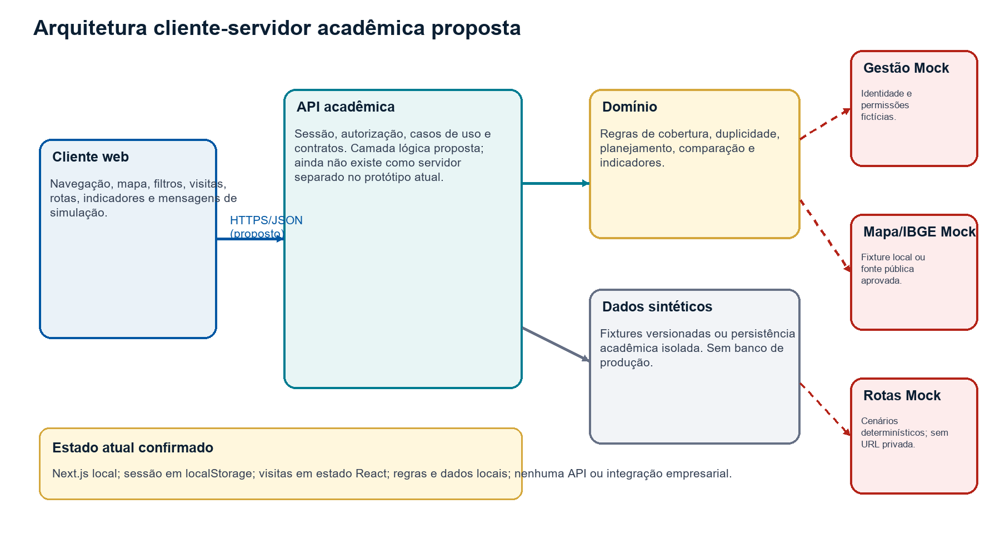 Arquitetura cliente-servidor acadêmica proposta
Cliente web
Navegação, mapa, filtros, visitas,
rotas, indicadores e mensagens de
simulação.
HTTPS/JSON
(proposto)
API acadêmica
Sessão, autorização, casos de uso e
contratos. Camada lógica proposta;
ainda não existe como servidor
separado no protótipo atual.
Domínio
Regras de cobertura, duplicidade,
planejamento, comparação e
indicadores.
Dados sintéticos
Fixtures versionadas ou persistência
acadêmica isolada. Sem banco de
produção.
Gestão Mock
Identidade e
permissões
fictícias.
Mapa/IBGE Mock
Fixture local ou
fonte pública
aprovada.
Rotas Mock
Cenários
determinísticos; sem
URL privada.
Estado atual confirmado
Next.js local; sessão em localStorage; visitas em estado React; regras e dados locais; nenhuma API ou integração empresarial.